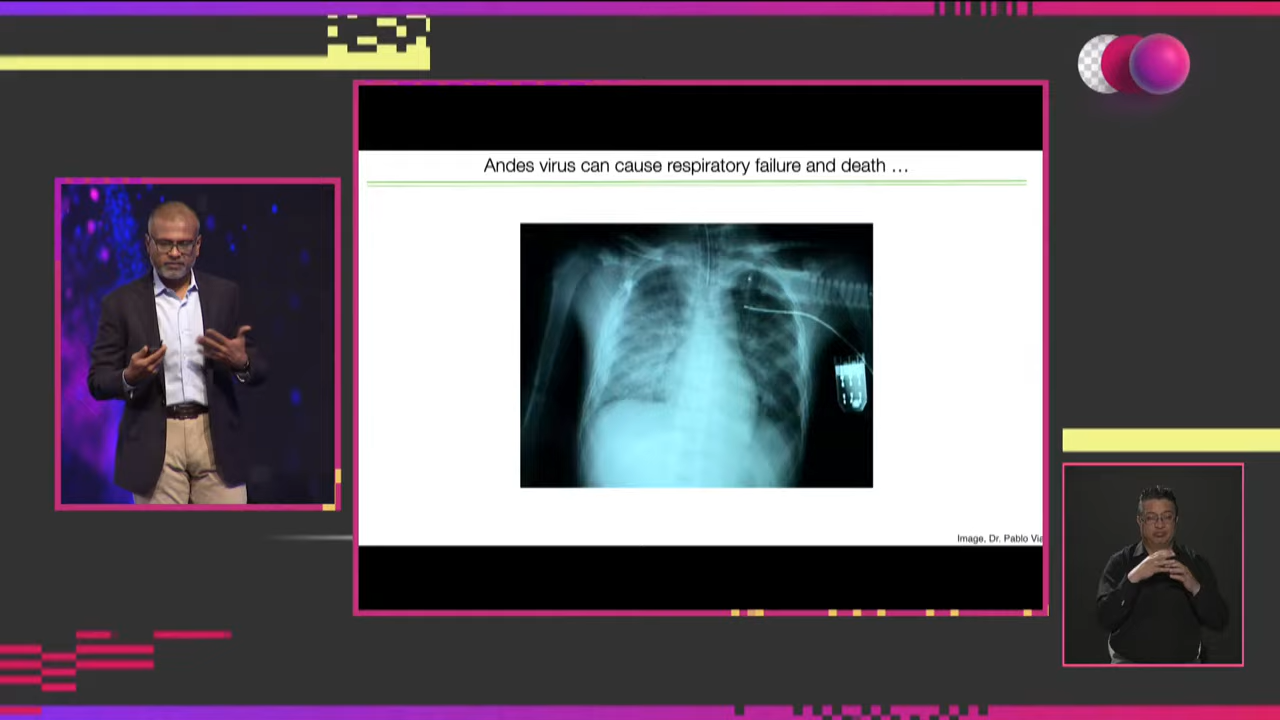 Andes virus can cause respiratory failure and death …
Image, Dr. Pablo